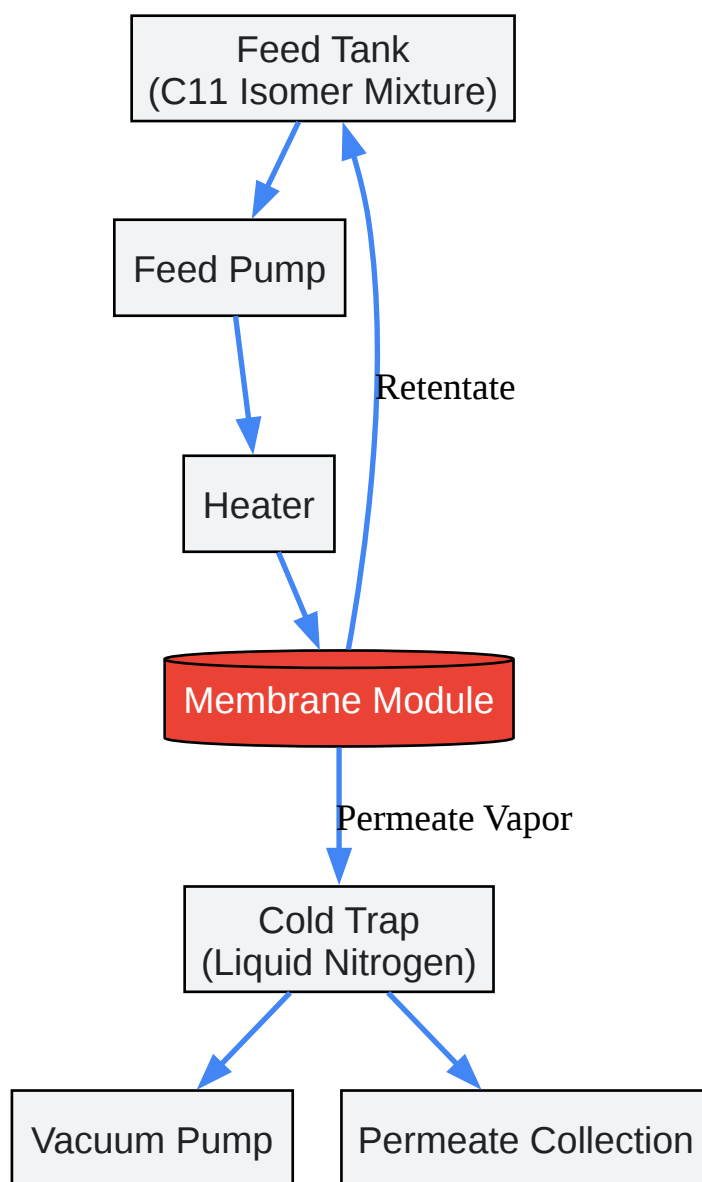 Feed Tank
(C11 Isomer Mixture)
Feed Pump
Retentate
Heater
Membrane Module
Permeate Vapor
Cold Trap
(Liquid Nitrogen)
Vacuum Pump
Permeate Collection